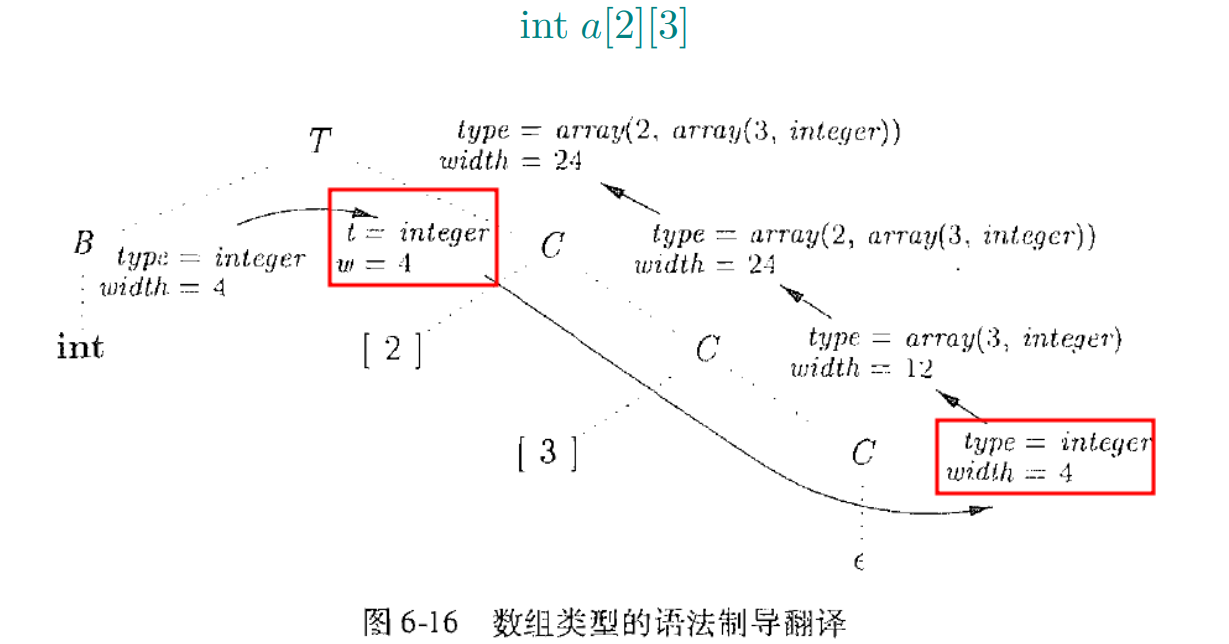 int a[2][3]
T
type = array(2, array(3, integer))
width = 24
B
type = integer
width = 4
t = integer
w = 4
C
type = array(2, array(3, integer))
width = 24
int
[ 2 ]
C
type = array(3, integer)
width = 12
[ 3 ]
C
type = integer
width = 4
ϵ
图 6-16 数组类型的语法制导翻译